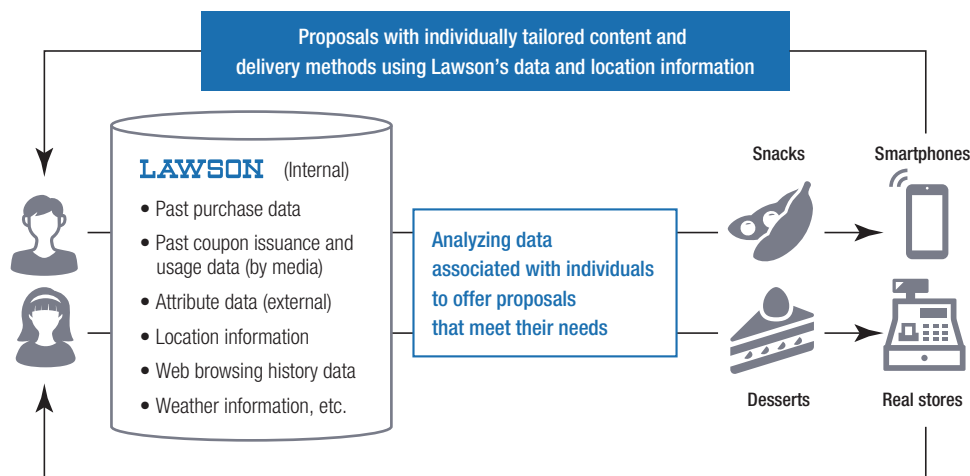 Proposals with individually tailored content and
delivery methods using Lawson's data and location information
LAWSON (Internal)
• Past purchase data
• Past coupon issuance and
usage data (by media)
• Attribute data (external)
• Location information
• Web browsing history data
• Weather information, etc.
Analyzing data
associated with individuals
to offer proposals
that meet their needs
Snacks
Smartphones
Desserts
Real stores